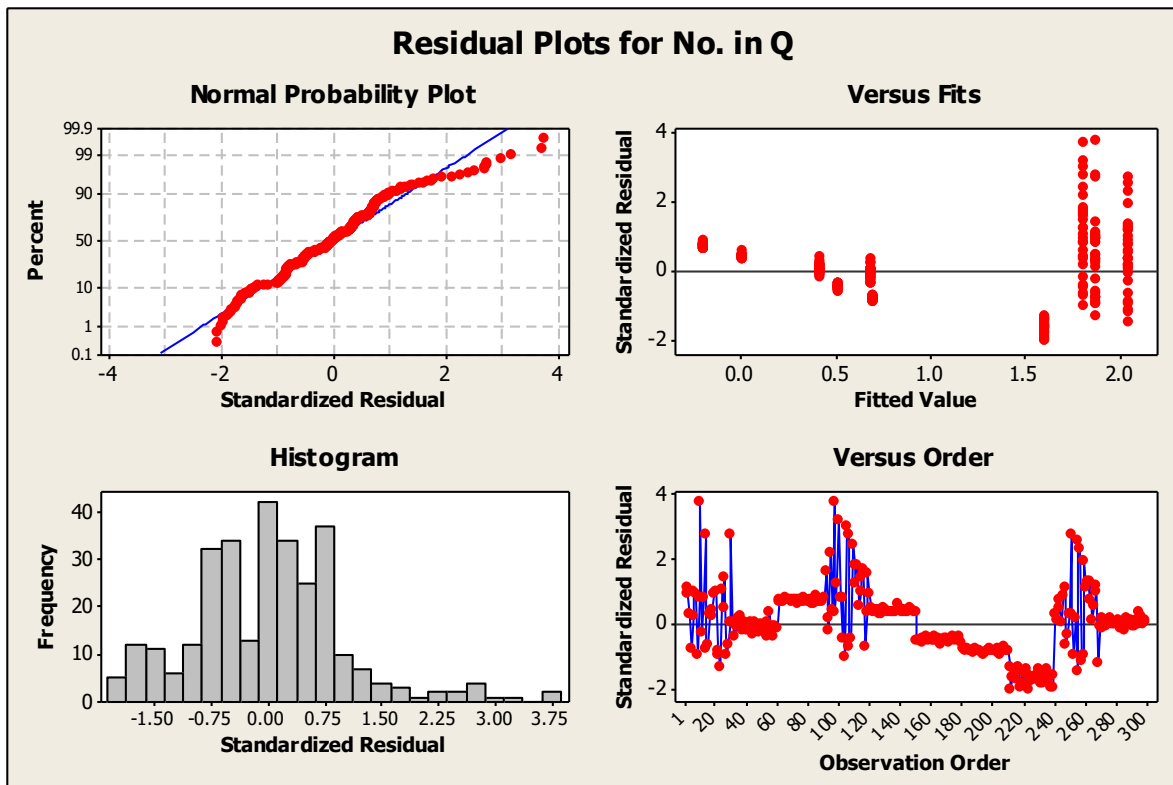 Residual Plots for No. in Q
Normal Probability Plot
Percent
99.9
99
90
50
10
1
0.1
-4 -2 0 2 4
Standardized Residual
Versus Fits
Standardized Residual
4
2
0
-2
0.0 0.5 1.0 1.5 2.0
Fitted Value
Histogram
Frequency
40
30
20
10
0
-1.50 -0.75 0.00 0.75 1.50 2.25 3.00 3.75
Standardized Residual
Versus Order
Standardized Residual
4
2
0
-2
1 20 40 60 80 100 120 140 160 180 200 220 240 260 280 300
Observation Order